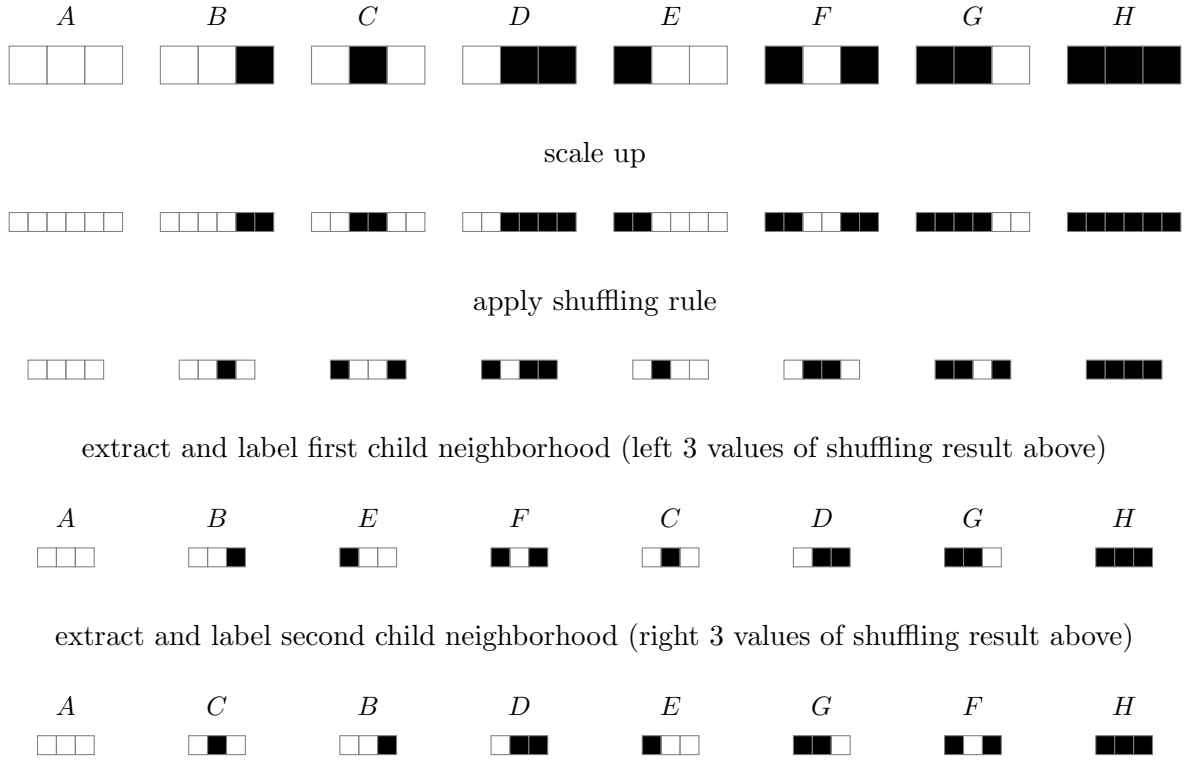 A B C D E F G H
scale up
apply shuffling rule
extract and label first child neighborhood (left 3 values of shuffling result above)
A B E F C D G H
extract and label second child neighborhood (right 3 values of shuffling result above)
A C B D E G F H